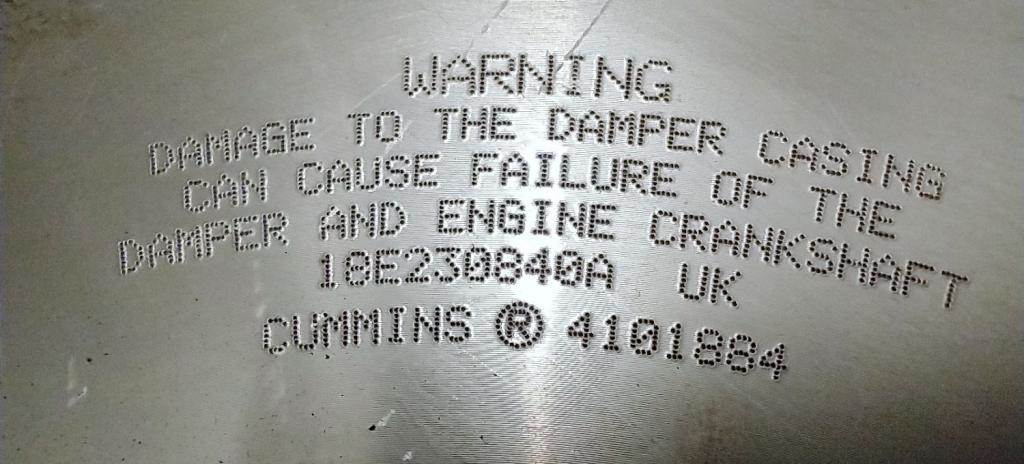 WARNING
DAMAGE TO THE DAMPER CASING
CAN CAUSE FAILURE OF THE
DAMPER AND ENGINE CRANKSHAFT
18E230840A UK
CUMMINS ® 4101884